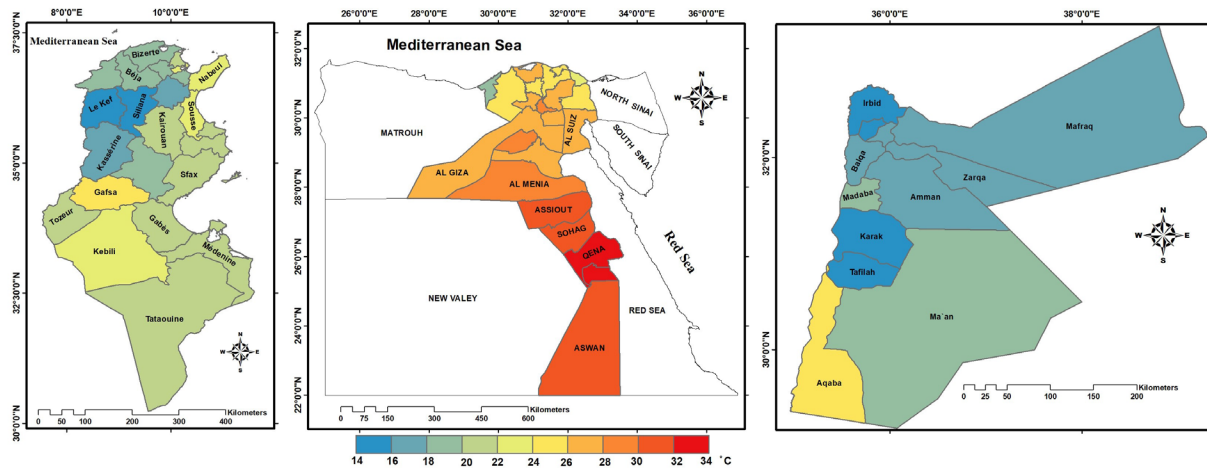 8°0'0"E 10°0'0"E
37°30'0"N
35°0'0"N
32°30'0"N
30°0'0"N
Mediterranean Sea
Bizerte
Béja
Nabeul
Le Kef
Siliana
Sousse
Kairouan
Kassérine
Sfax
Gafsa
Tozeur
Gabés
Kebili
Médenine
Tataouine
N
W E
S
0 50 100 200 300 400
Kilometers
26°0'0"E 28°0'0"E 30°0'0"E 32°0'0"E 34°0'0"E 36°0'0"E
32°0'0"N
30°0'0"N
28°0'0"N
26°0'0"N
24°0'0"N
22°0'0"N
Mediterranean Sea
NORTH SINAI
SOUTH SINAI
MATROUH
AL SUIZ
AL GIZA
AL MENIA
ASSIOUT
SOHAG
QENA
Red Sea
NEW VALLEY
RED SEA
ASWAN
N
W E
S
0 75 150 300 450 600
Kilometers
36°0'0"E 38°0'0"E
32°0'0"N
30°0'0"N
Irbid
Mafraq
Balqa
Zarqa
Madaba
Amman
Karak
Tafilah
Ma`an
Aqaba
N
W E
S
0 25 50 100 150 200
Kilometers
14 16 18 20 22 24 26 28 30 32 34 °C